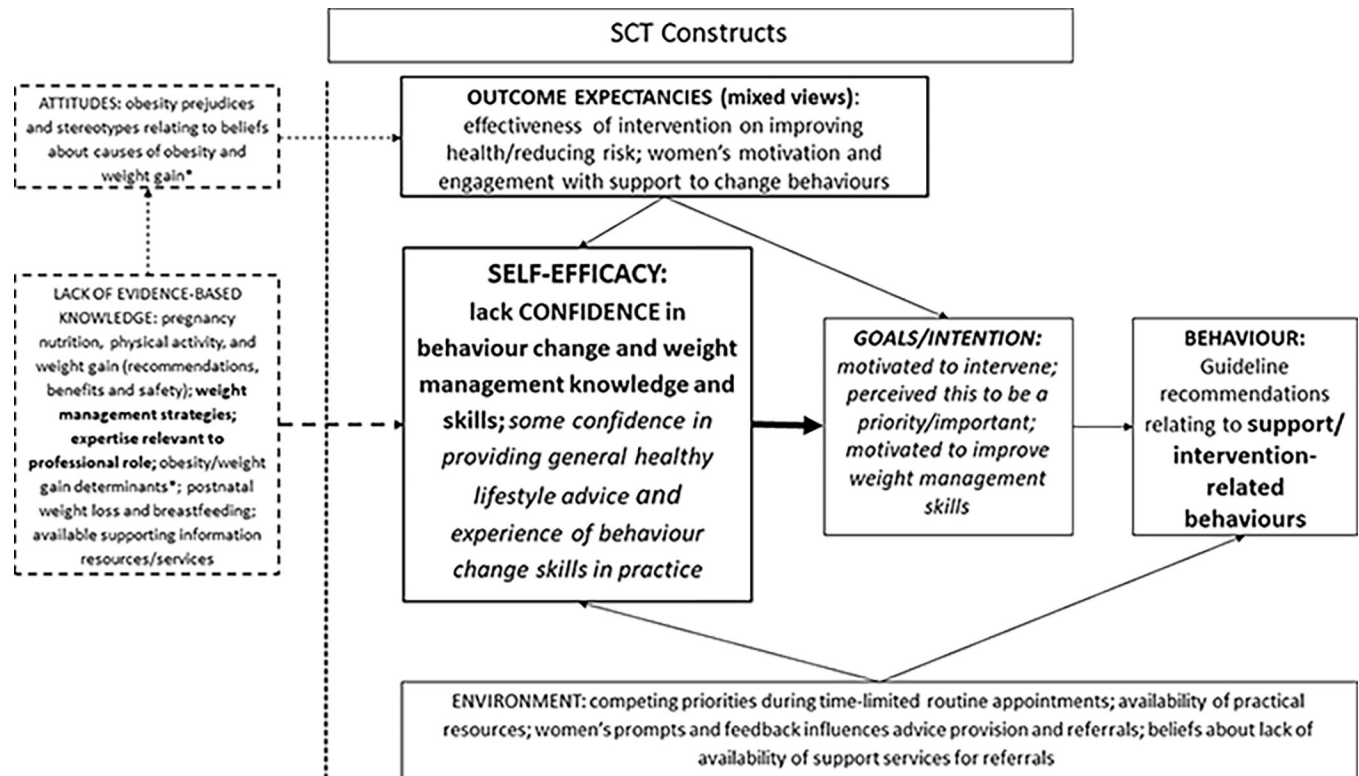 SCT Constructs
ATTITUDES: obesity prejudices
and stereotypes relating to beliefs
about causes of obesity and
weight gain*
OUTCOME EXPECTANCIES (mixed views):
effectiveness of intervention on improving
health/reducing risk; women's motivation and
engagement with support to change behaviours
LACK OF EVIDENCE-BASED
KNOWLEDGE: pregnancy
nutrition, physical activity, and
weight gain (recommendations,
benefits and safety); weight
management strategies;
expertise relevant to
professional role; obesity/weight
gain determinants*; postnatal
weight loss and breastfeeding;
available supporting information
resources/services
SELF-EFFICACY:
lack CONFIDENCE in
behaviour change and weight
management knowledge and
skills; some confidence in
providing general healthy
lifestyle advice and
experience of behaviour
change skills in practice
GOALS/INTENTION:
motivated to intervene;
perceived this to be a
priority/important;
motivated to improve
weight management
skills
BEHAVIOUR:
Guideline
recommendations
relating to support/
intervention-
related
behaviours
ENVIRONMENT: competing priorities during time-limited routine appointments; availability of practical
resources; women's prompts and feedback influences advice provision and referrals; beliefs about lack of
availability of support services for referrals